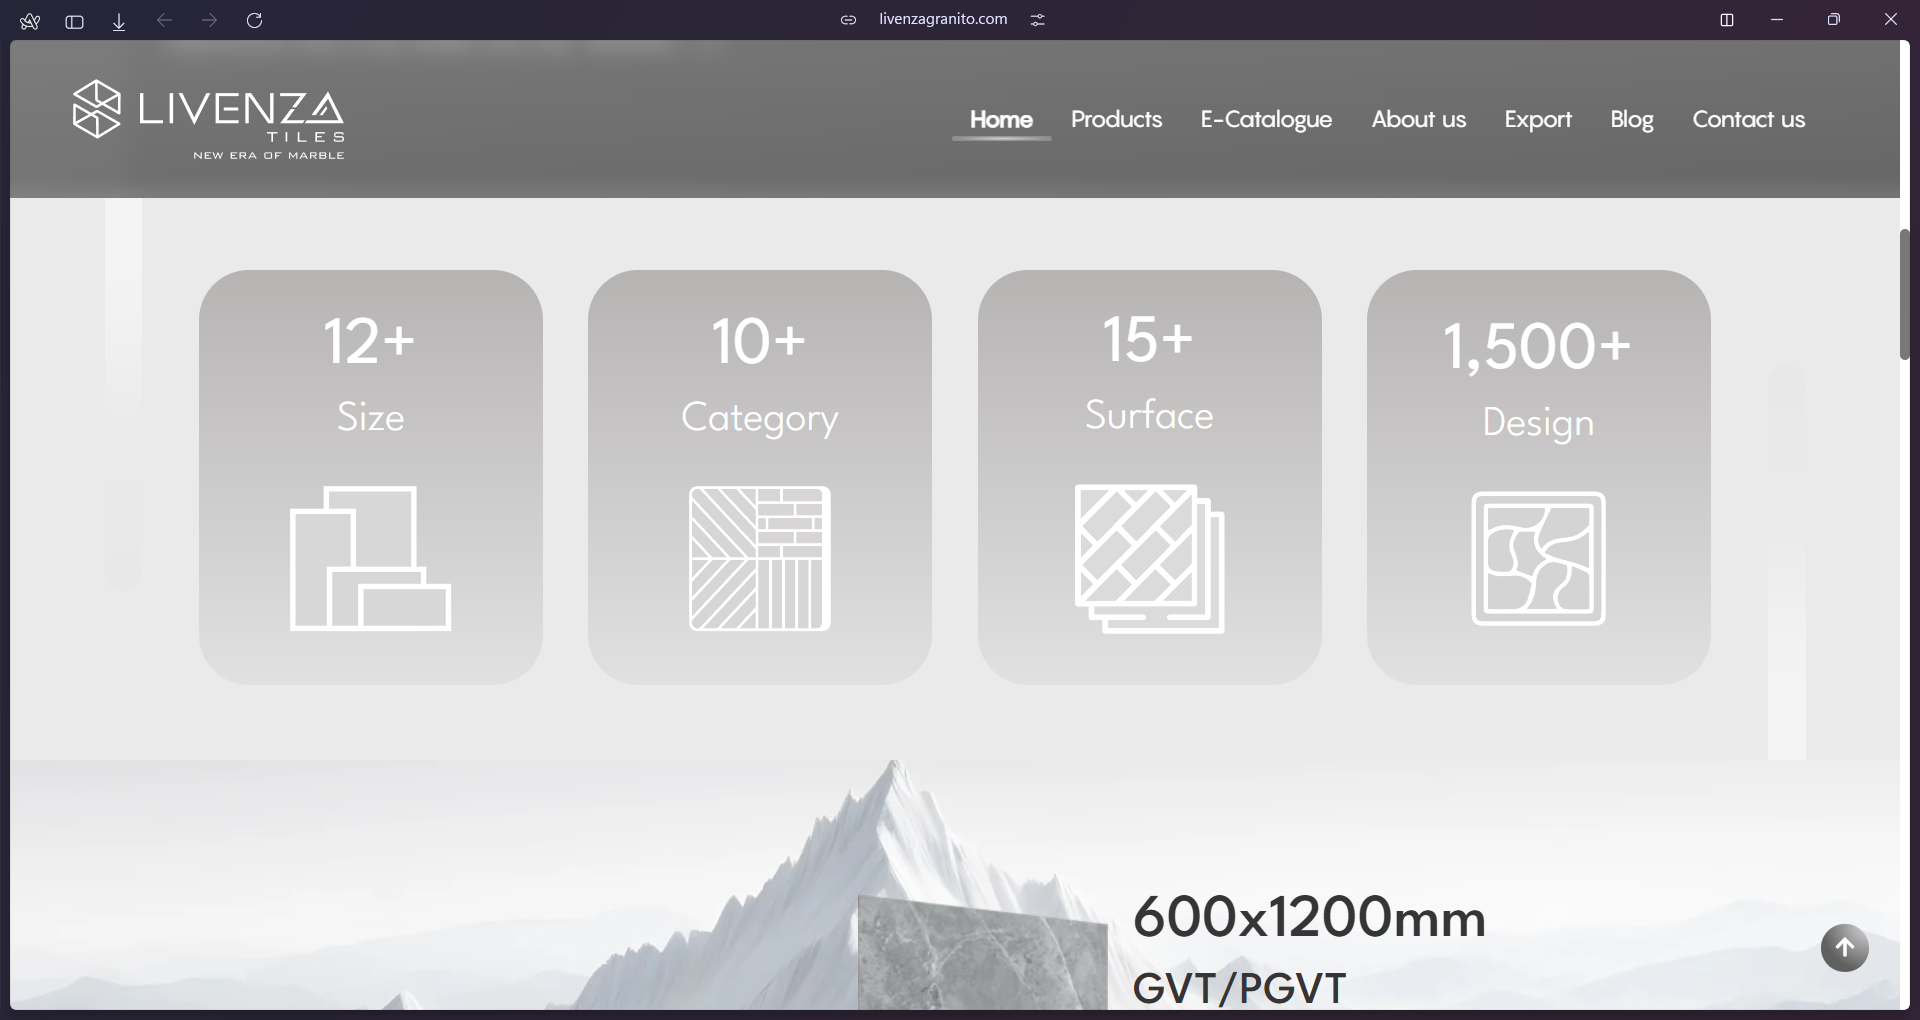 livenzagranito.com
LIVENZA
TILES
NEW ERA OF MARBLE
Home Products E-Catalogue About us Export Blog Contact us
12+ 10+ 15+ 1,500+
Size Category Surface Design
600x1200mm
GVT/PGVT